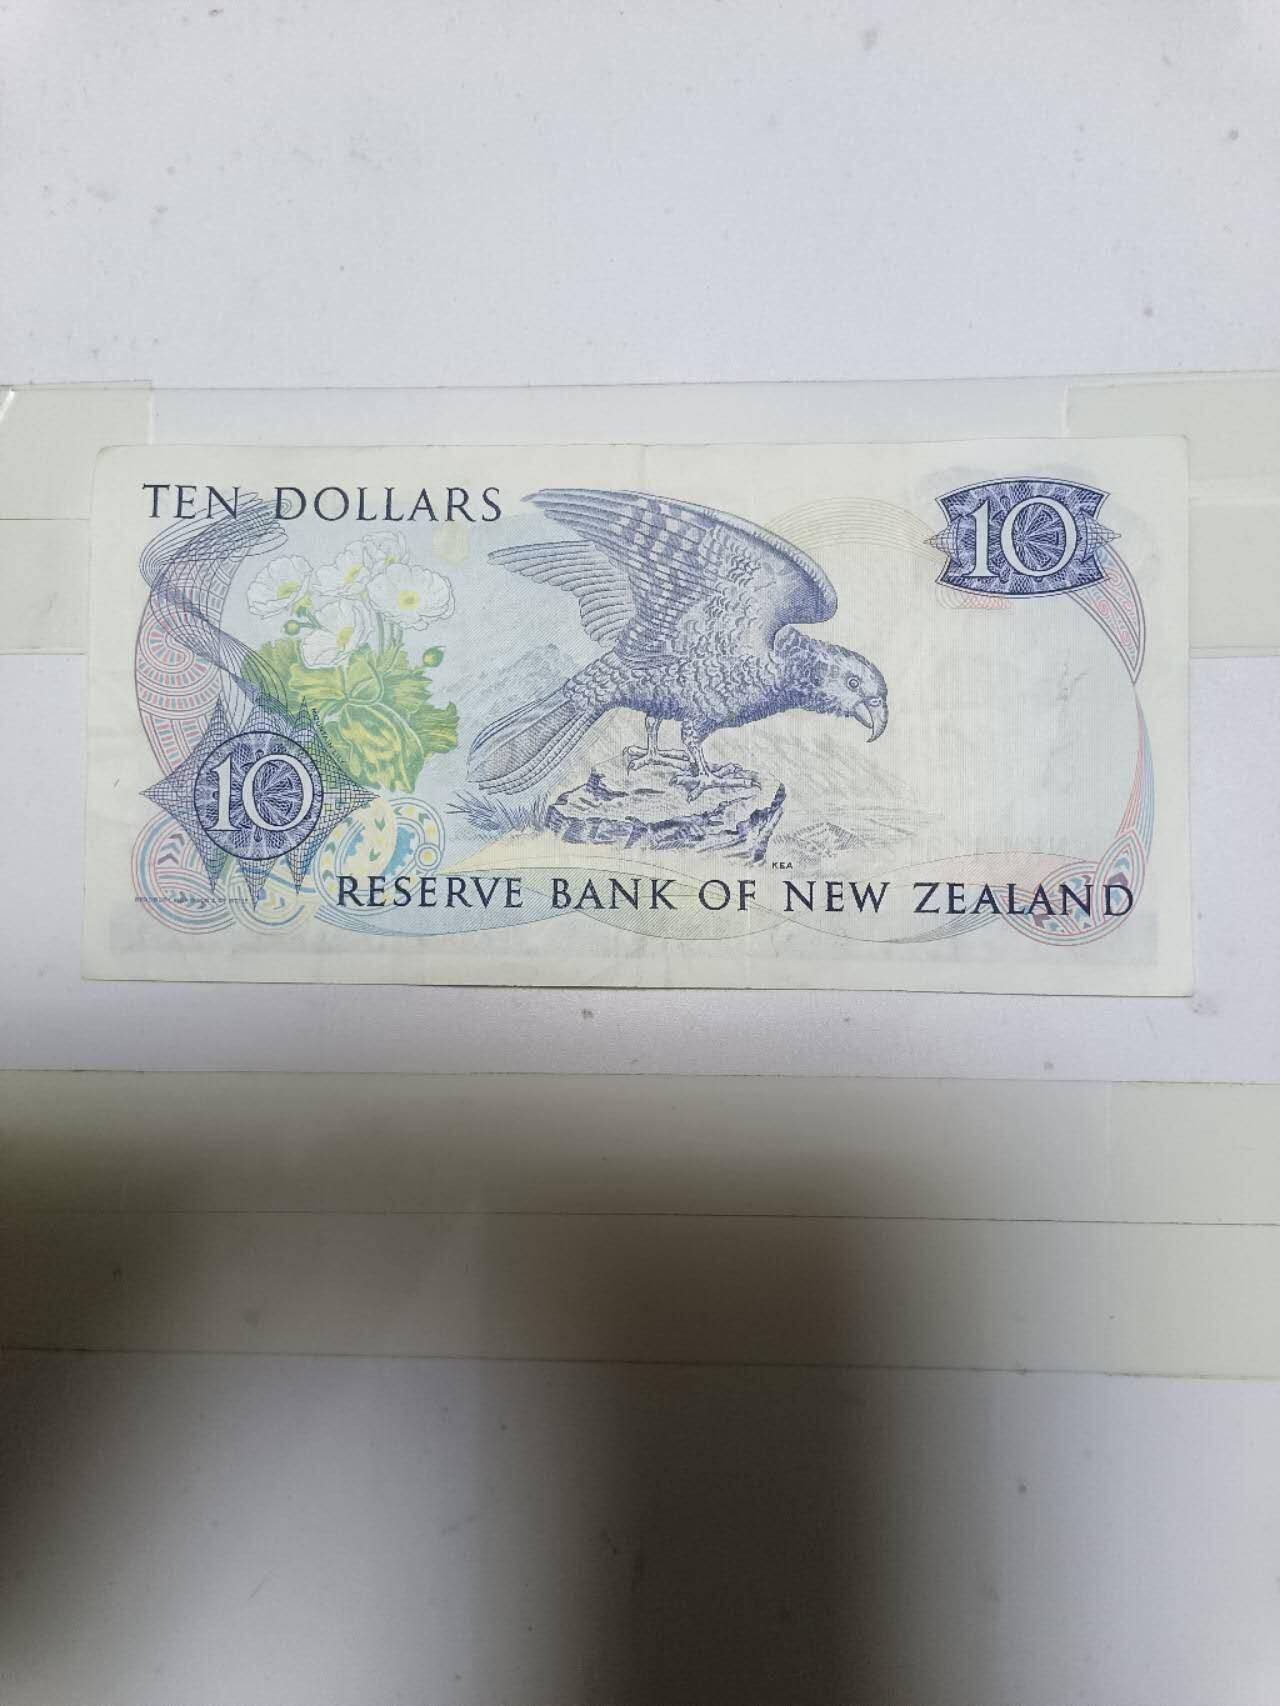 TEN DOLLARS
10
10
KEA
RESERVE BANK OF NEW ZEALAND